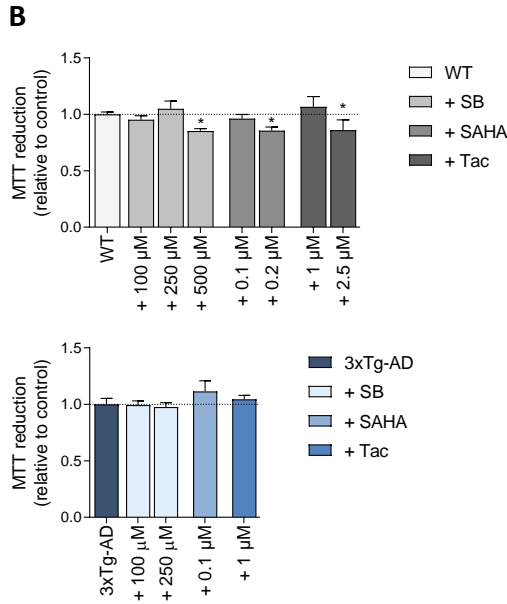 B
MTT reduction
(relative to control)
1.5
1.0
0.5
0.0
*
*
*
WT
+ 100 µM
+ 250 µM
+ 500 µM
+ 0.1 µM
+ 0.2 µM
+ 1 µM
+ 2.5 µM
WT
+ SB
+ SAHA
+ Tac
MTT reduction
(relative to control)
1.5
1.0
0.5
0.0
3xTg-AD
+ 100 µM
+ 250 µM
+ 0.1 µM
+ 1 µM
3xTg-AD
+ SB
+ SAHA
+ Tac